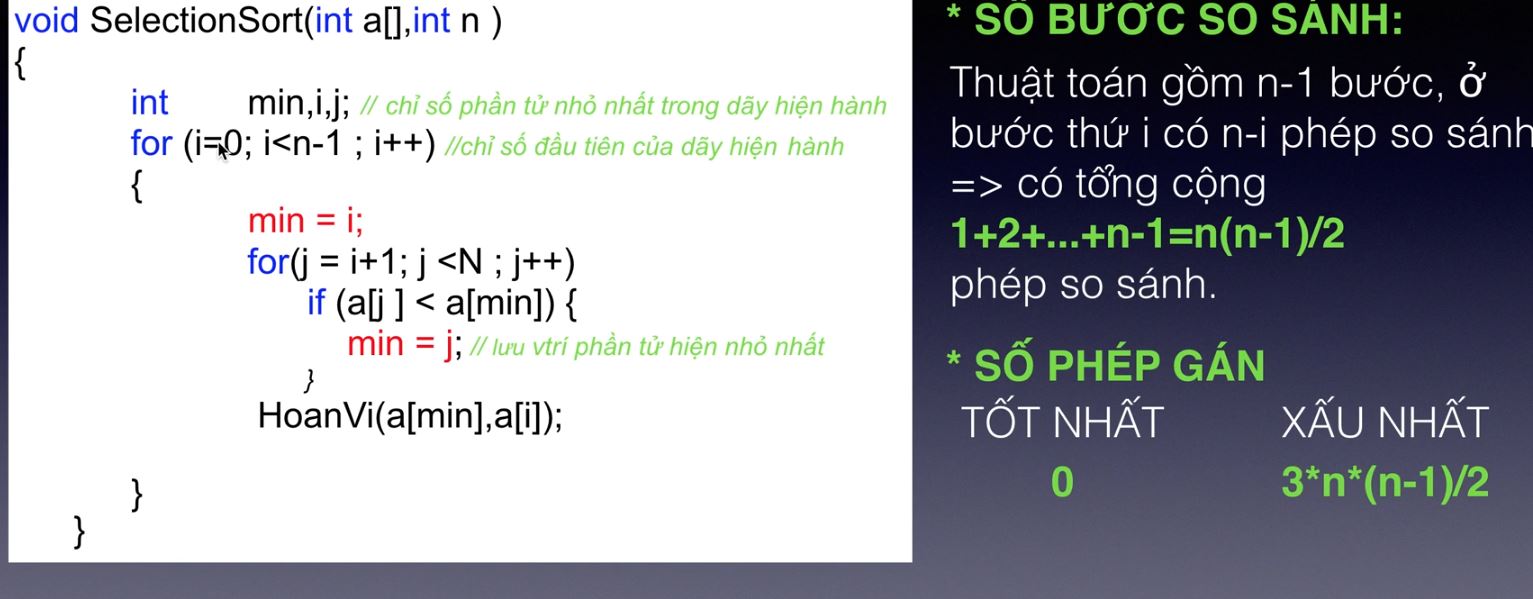 void SelectionSort(int a[],int n )
{
int min,i,j; // chỉ số phần tử nhỏ nhất trong dãy hiện hành
for (i=0; i<n-1 ; i++) //chỉ số đầu tiên của dãy hiện hành
{
min = i;
for(j = i+1; j <N ; j++)
if (a[j ] < a[min]) {
min = j; // lưu vtrí phần tử hiện nhỏ nhất
}
HoanVi(a[min],a[i]);
}
}
* SỐ BƯỚC SO SÁNH:
Thuật toán gồm n-1 bước, ở
bước thứ i có n-i phép so sánh
=> có tổng cộng
1+2+...+n-1=n(n-1)/2
phép so sánh.
* SỐ PHÉP GÁN
TỐT NHẤT XẤU NHẤT
0 3*n*(n-1)/2